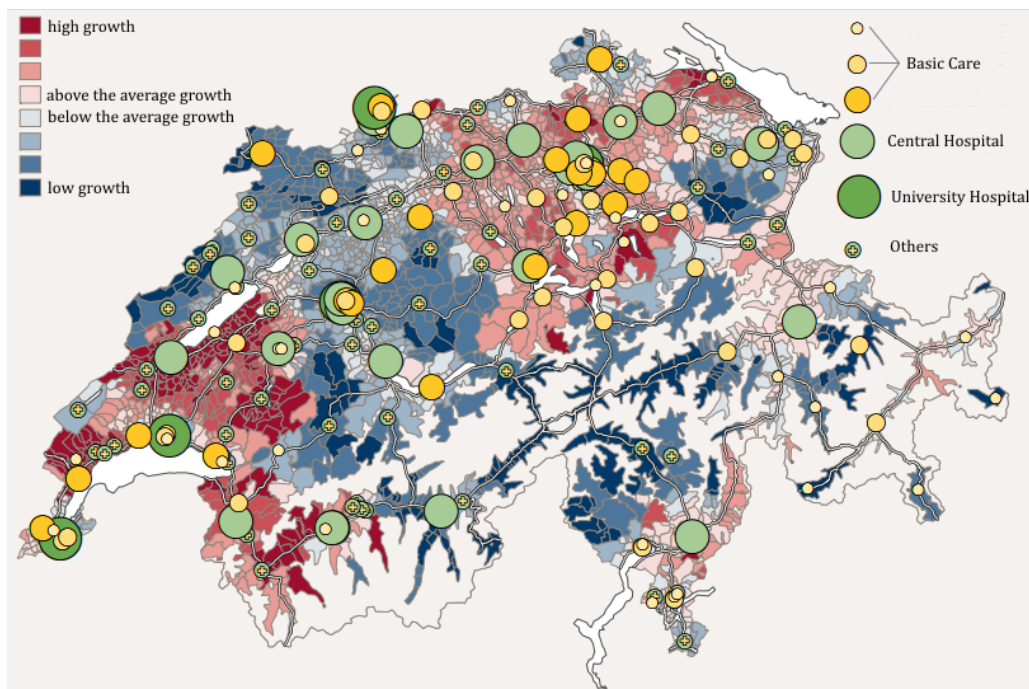 high growth
above the average growth
below the average growth
low growth
Basic Care
Central Hospital
University Hospital
Others